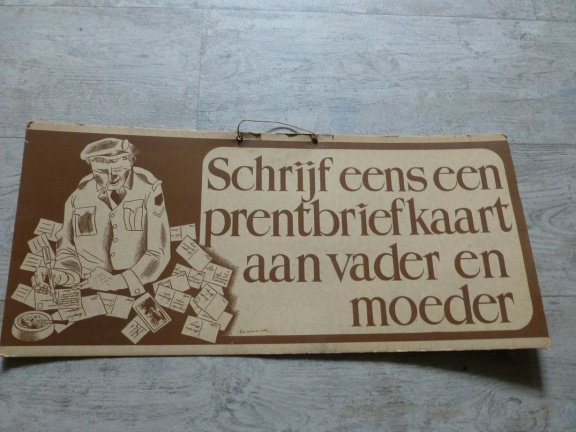 Schrijf eens een
prentbriefkaart
aan vader en
moeder